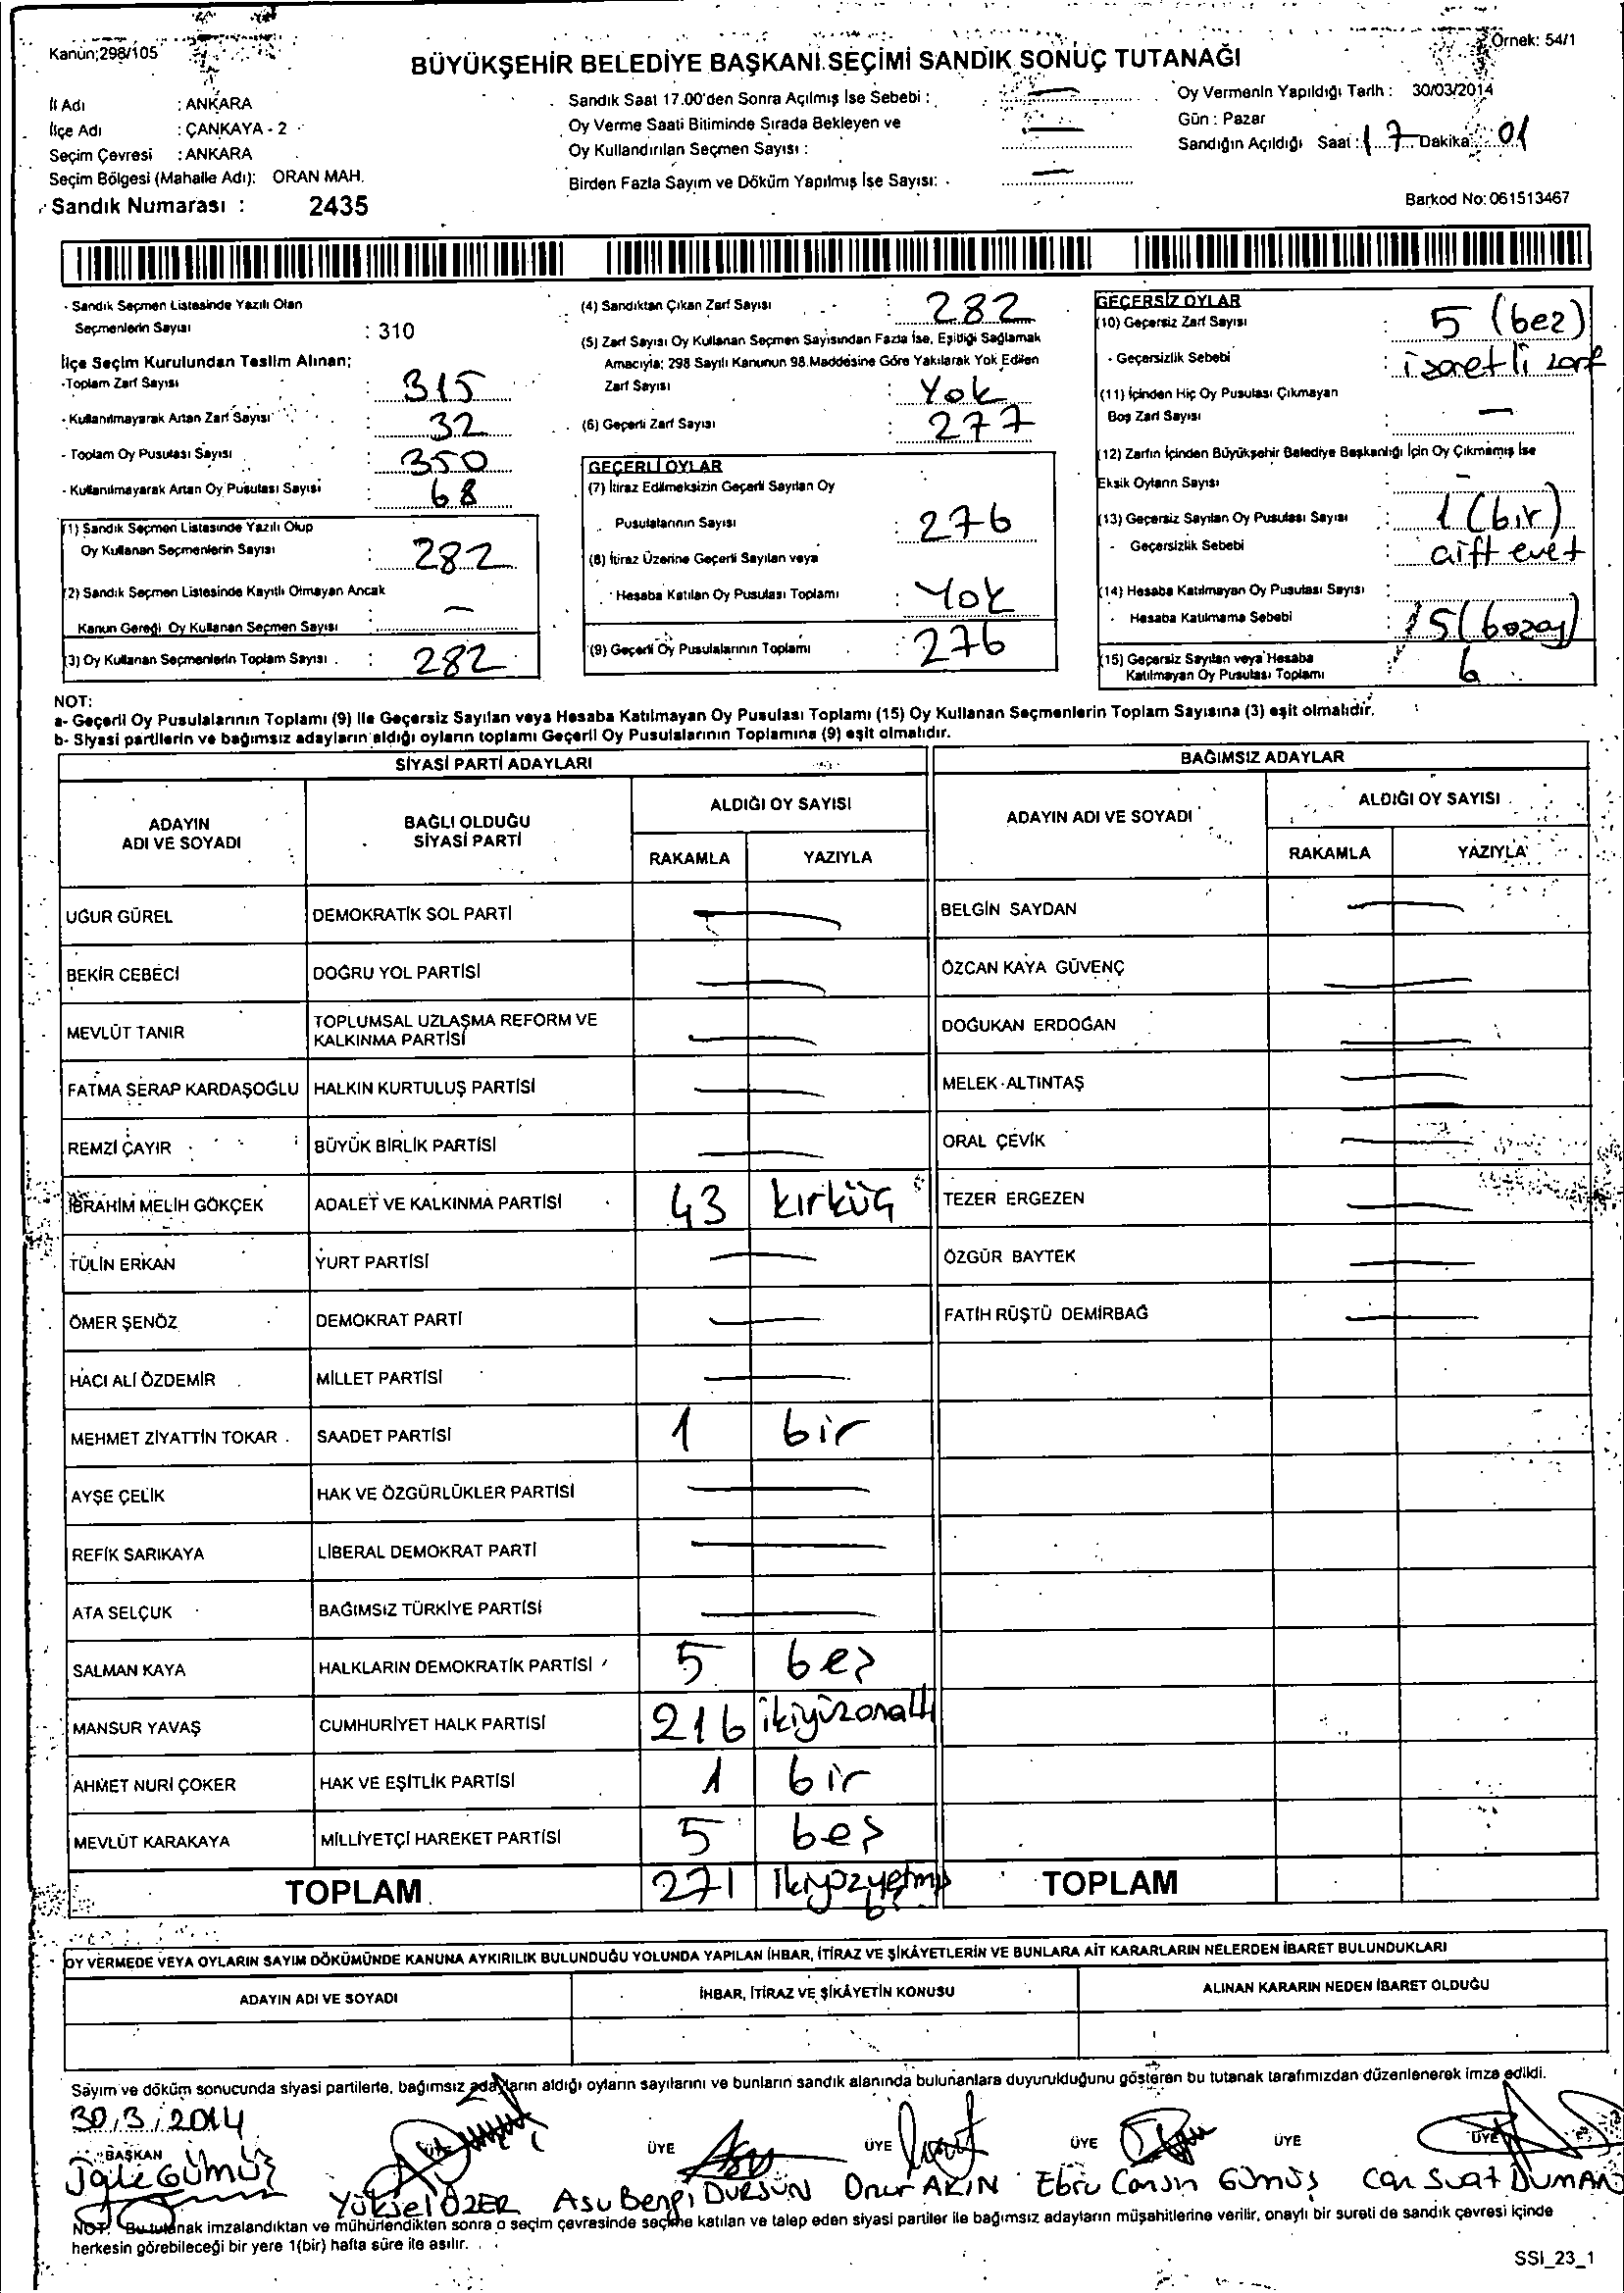 Kanun;298/105
Örnek: 54/1
BÜYÜKŞEHİR BELEDİYE BAŞKANI SEÇİMİ SANDIK SONUÇ TUTANAĞI
İl Adı : ANKARA
İlçe Adı : ÇANKAYA - 2
Seçim Çevresi : ANKARA
Seçim Bölgesi (Mahalle Adı): ORAN MAH.
Sandık Numarası : 2435
Sandık Saat 17.00'den Sonra Açılmış İse Sebebi :
Oy Verme Saati Bitiminde Sırada Bekleyen ve
Oy Kullandırılan Seçmen Sayısı :
Birden Fazla Sayım ve Döküm Yapılmış İse Sayısı:
Oy Vermenin Yapıldığı Tarih : 30/03/2014
Gün : Pazar
Sandığın Açıldığı Saat : 17 Dakika: 01
Barkod No: 061513467
- Sandık Seçmen Listesinde Yazılı Olan
Seçmenlerin Sayısı : 310
İlçe Seçim Kurulundan Teslim Alınan;
-Toplam Zarf Sayısı : 315
- Kullanılmayarak Artan Zarf Sayısı : 32
- Toplam Oy Pusulası Sayısı : 350
- Kullanılmayarak Artan Oy Pusulası Sayısı : 68
(1) Sandık Seçmen Listesinde Yazılı Olup
Oy Kullanan Seçmenlerin Sayısı : 282
(2) Sandık Seçmen Listesinde Kayıtlı Olmayan Ancak
Kanun Gereği Oy Kullanan Seçmen Sayısı : —
(3) Oy Kullanan Seçmenlerin Toplam Sayısı : 282
(4) Sandıktan Çıkan Zarf Sayısı : 282
(5) Zarf Sayısı Oy Kullanan Seçmen Sayısından Fazla İse, Eşitliği Sağlamak
Amacıyla; 298 Sayılı Kanunun 98.Maddesine Göre Yakılarak Yok Edilen
Zarf Sayısı : Yok
(6) Geçerli Zarf Sayısı : 277
GEÇERLİ OYLAR
(7) İtiraz Edilmeksizin Geçerli Sayılan Oy
Pusulalarının Sayısı : 276
(8) İtiraz Üzerine Geçerli Sayılan veya
Hesaba Katılan Oy Pusulası Toplamı : Yok
(9) Geçerli Oy Pusulalarının Toplamı : 276
GEÇERSİZ OYLAR
(10) Geçersiz Zarf Sayısı : 5 (beş)
- Geçersizlik Sebebi : işaretli zarf
(11) İçinden Hiç Oy Pusulası Çıkmayan
Boş Zarf Sayısı : —
(12) Zarfın İçinden Büyükşehir Belediye Başkanlığı İçin Oy Çıkmamış İse
Eksik Oyların Sayısı : —
(13) Geçersiz Sayılan Oy Pusulası Sayısı : 1 (bir)
- Geçersizlik Sebebi : çift evet
(14) Hesaba Katılmayan Oy Pusulası Sayısı :
- Hesaba Katılmama Sebebi :
(15) Geçersiz Sayılan veya Hesaba
Katılmayan Oy Pusulası Toplamı 6
NOT:
a- Geçerli Oy Pusulalarının Toplamı (9) İle Geçersiz Sayılan veya Hesaba Katılmayan Oy Pusulası Toplamı (15) Oy Kullanan Seçmenlerin Toplam Sayısına (3) eşit olmalıdır.
b- Siyasi partilerin ve bağımsız adayların aldığı oyların toplamı Geçerli Oy Pusulalarının Toplamına (9) eşit olmalıdır.
SİYASİ PARTİ ADAYLARI
ADAYIN ADI VE SOYADI BAĞLI OLDUĞU SİYASİ PARTİ ALDIĞI OY SAYISI
RAKAMLA YAZIYLA
UĞUR GÜREL DEMOKRATİK SOL PARTİ —
BEKİR CEBECİ DOĞRU YOL PARTİSİ —
MEVLÜT TANIR TOPLUMSAL UZLAŞMA REFORM VE KALKINMA PARTİSİ —
FATMA SERAP KARDAŞOĞLU HALKIN KURTULUŞ PARTİSİ —
REMZİ ÇAYIR BÜYÜK BİRLİK PARTİSİ —
İBRAHİM MELİH GÖKÇEK ADALET VE KALKINMA PARTİSİ 43 kırküç
TÜLİN ERKAN YURT PARTİSİ —
ÖMER ŞENÖZ DEMOKRAT PARTİ —
HACI ALİ ÖZDEMİR MİLLET PARTİSİ —
MEHMET ZİYATTİN TOKAR SAADET PARTİSİ 1 bir
AYŞE ÇELİK HAK VE ÖZGÜRLÜKLER PARTİSİ —
REFİK SARIKAYA LİBERAL DEMOKRAT PARTİ —
ATA SELÇUK BAĞIMSIZ TÜRKİYE PARTİSİ —
SALMAN KAYA HALKLARIN DEMOKRATİK PARTİSİ 5 beş
MANSUR YAVAŞ CUMHURİYET HALK PARTİSİ 216 ikiyüzonaltı
AHMET NURİ ÇOKER HAK VE EŞİTLİK PARTİSİ 1 bir
MEVLÜT KARAKAYA MİLLİYETÇİ HAREKET PARTİSİ 5 beş
TOPLAM 271
BAĞIMSIZ ADAYLAR
ADAYIN ADI VE SOYADI ALDIĞI OY SAYISI
RAKAMLA YAZIYLA
BELGİN SAYDAN —
ÖZCAN KAYA GÜVENÇ —
DOĞUKAN ERDOĞAN —
MELEK ALTINTAŞ —
ORAL ÇEVİK —
TEZER ERGEZEN —
ÖZGÜR BAYTEK —
FATİH RÜŞTÜ DEMİRBAĞ —
TOPLAM
OY VERMEDE VEYA OYLARIN SAYIM DÖKÜMÜNDE KANUNA AYKIRILIK BULUNDUĞU YOLUNDA YAPILAN İHBAR, İTİRAZ VE ŞİKÂYETLERİN VE BUNLARA AİT KARARLARIN NELERDEN İBARET BULUNDUKLARI
ADAYIN ADI VE SOYADI İHBAR, İTİRAZ VE ŞİKÂYETİN KONUSU ALINAN KARARIN NEDEN İBARET OLDUĞU
Sayım ve döküm sonucunda siyasi partilerle, bağımsız adayların aldığı oyların sayılarını ve bunların sandık alanında bulunanlara duyurulduğunu gösteren bu tutanak tarafımızdan düzenlenerek imza edildi.
30/3/2014
BAŞKAN ÜYE ÜYE ÜYE ÜYE ÜYE
Gümüş Yüksel ÖZER Asu Bengi DURSUN Onur AKIN Ebru Cansın Gümüş Can Suat DUMAN
NOT: Bu tutanak imzalandıktan ve mühürlendikten sonra o seçim çevresinde seçime katılan ve talep eden siyasi partiler ile bağımsız adayların müşahitlerine verilir, onaylı bir sureti de sandık çevresi içinde
herkesin görebileceği bir yere 1(bir) hafta süre ile asılır.
SSI_23_1